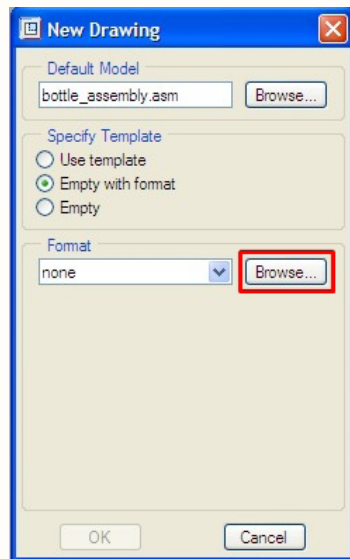 New Drawing
Default Model
bottle_assembly.asm Browse...
Specify Template
Use template
Empty with format
Empty
Format
none Browse...
OK Cancel